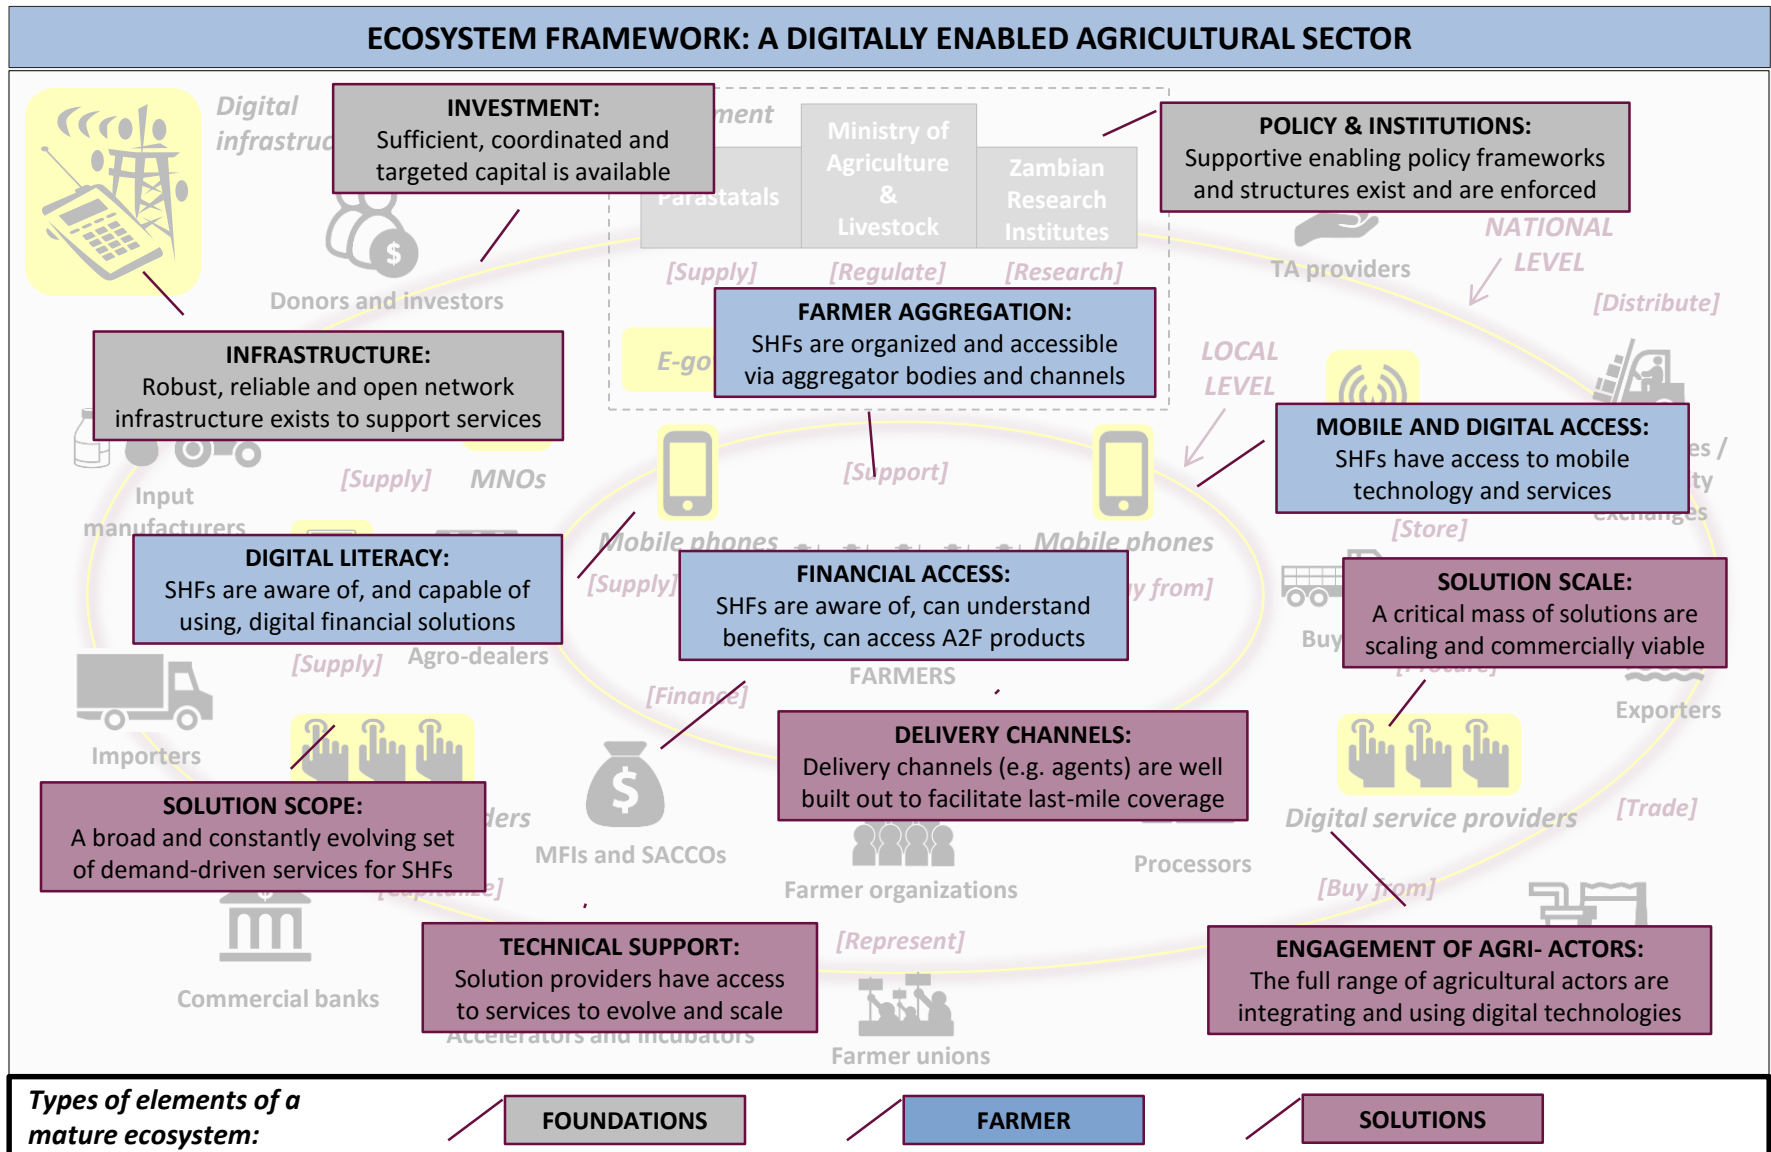 ECOSYSTEM FRAMEWORK: A DIGITALLY ENABLED AGRICULTURAL SECTOR
Digital
INVESTMENT:
Sufficient, coordinated and
targeted capital is available
Ministry of
Agriculture
&
Livestock
Parastatals
Zambian
Research
Institutes
POLICY & INSTITUTIONS:
Supportive enabling policy frameworks
and structures exist and are enforced
NATIONAL
LEVEL
TA providers
[Supply]
[Regulate]
[Research]
Donors and investors
[Distribute]
FARMER AGGREGATION:
SHFs are organized and accessible
via aggregator bodies and channels
INFRASTRUCTURE:
Robust, reliable and open network
infrastructure exists to support services
LOCAL
LEVEL
MOBILE AND DIGITAL ACCESS:
SHFs have access to mobile
technology and services
[Supply]
MNOs
[Support]
Input
manufacturers
exchanges
[Store]
Mobile phones
Mobile phones
DIGITAL LITERACY:
SHFs are aware of, and capable of
using, digital financial solutions
[Supply]
FINANCIAL ACCESS:
SHFs are aware of, can understand
benefits, can access A2F products
SOLUTION SCALE:
A critical mass of solutions are
scaling and commercially viable
[Supply]
Agro-dealers
FARMERS
[Procure]
[Finance]
Exporters
Importers
DELIVERY CHANNELS:
Delivery channels (e.g. agents) are well
built out to facilitate last-mile coverage
SOLUTION SCOPE:
A broad and constantly evolving set
of demand-driven services for SHFs
MFIs and SACCOs
Digital service providers
[Trade]
Processors
Farmer organizations
[Capitalize]
[Buy from]
TECHNICAL SUPPORT:
Solution providers have access
to services to evolve and scale
[Represent]
ENGAGEMENT OF AGRI- ACTORS:
The full range of agricultural actors are
integrating and using digital technologies
Commercial banks
Accelerators and incubators
Farmer unions
Types of elements of a
mature ecosystem:
FOUNDATIONS
FARMER
SOLUTIONS